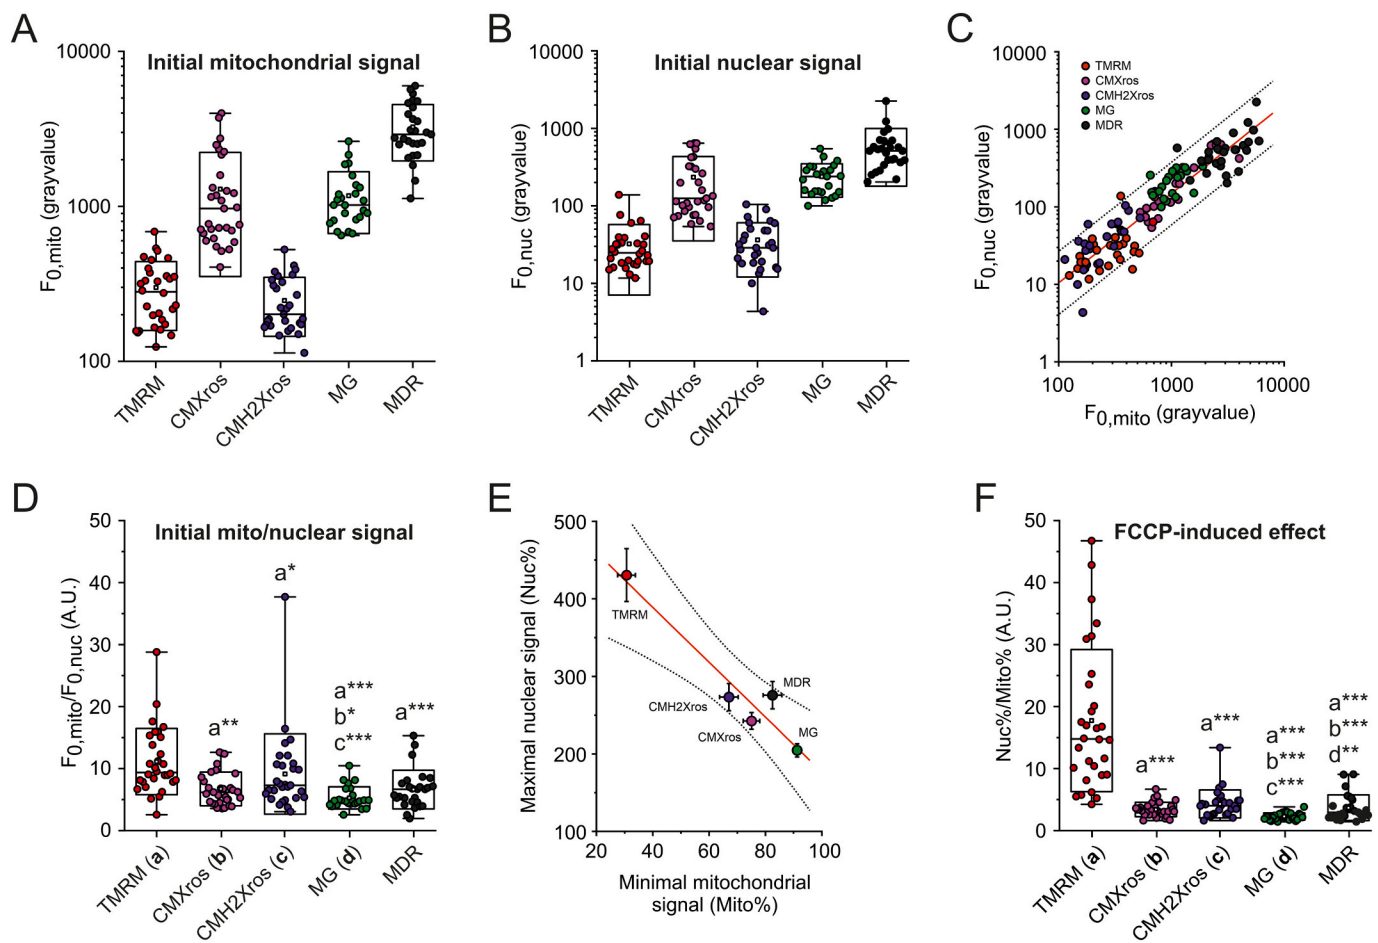 A
Initial mitochondrial signal
F0,mito (grayvalue)
10000
1000
100
TMRM
CMXros
CMH2Xros
MG
MDR
B
Initial nuclear signal
F0,nuc (grayvalue)
10000
1000
100
10
1
TMRM
CMXros
CMH2Xros
MG
MDR
C
F0,nuc (grayvalue)
10000
1000
100
10
1
TMRM
CMXros
CMH2Xros
MG
MDR
100
1000
10000
F0,mito (grayvalue)
D
Initial mito/nuclear signal
F0,mito/F0,nuc (A.U.)
50
40
30
20
10
0
a**
a*
a***
b*
c***
a***
TMRM (a)
CMXros (b)
CMH2Xros (c)
MG (d)
MDR
E
Maximal nuclear signal (Nuc%)
500
400
300
200
100
TMRM
CMH2Xros
CMXros
MDR
MG
20
40
60
80
100
Minimal mitochondrial
signal (Mito%)
F
FCCP-induced effect
Nuc%/Mito% (A.U.)
50
40
30
20
10
0
a***
a***
a***
b***
c***
a***
b***
d**
TMRM (a)
CMXros (b)
CMH2Xros (c)
MG (d)
MDR